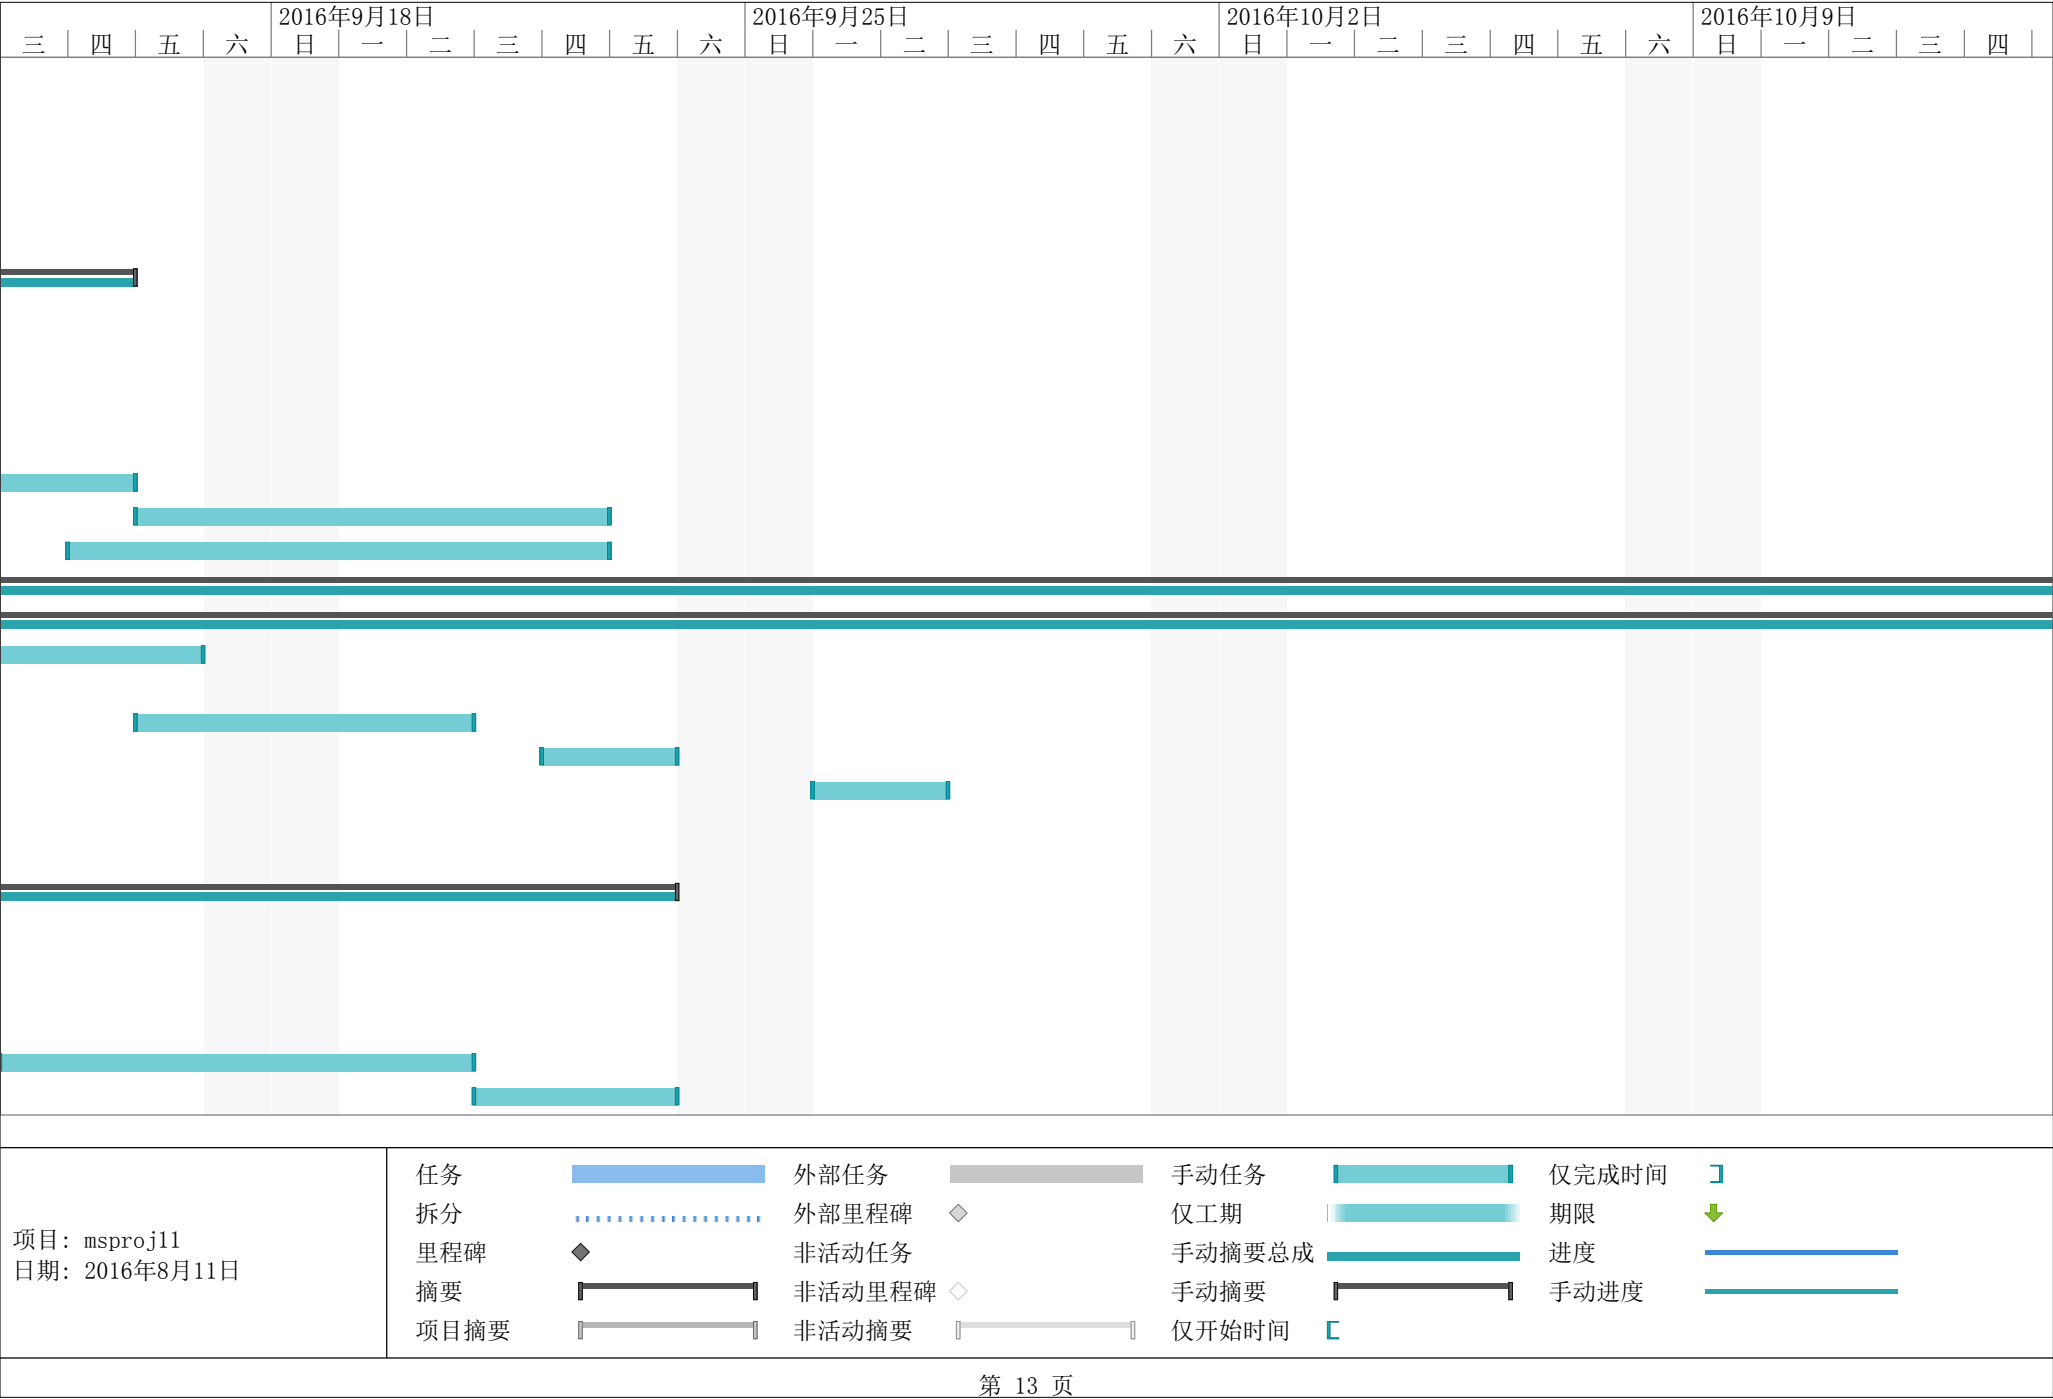 2016年9月18日 2016年9月25日 2016年10月2日 2016年10月9日
三 四 五 六 日 一 二 三 四 五 六 日 一 二 三 四 五 六 日 一 二 三 四 五 六 日 一 二 三 四
任务 外部任务 手动任务 仅完成时间
拆分 外部里程碑 仅工期 期限
里程碑 非活动任务 手动摘要总成 进度
摘要 非活动里程碑 手动摘要 手动进度
项目摘要 非活动摘要 仅开始时间
项目: msproj11
日期: 2016年8月11日
第 13 页